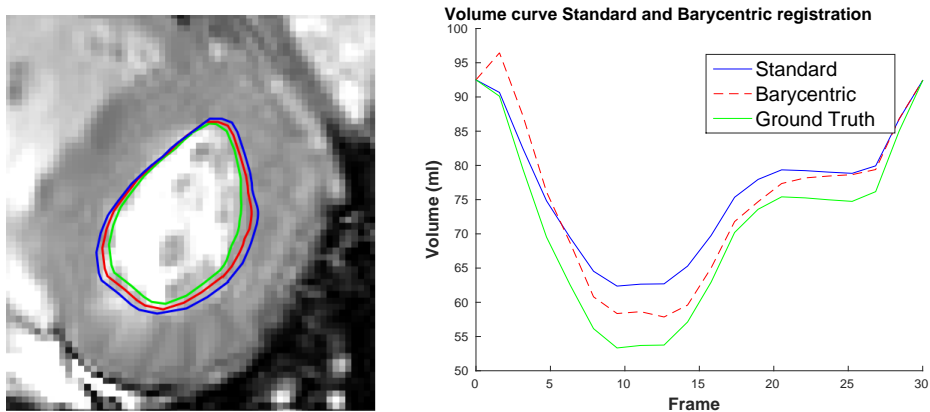 Volume curve Standard and Barycentric registration
100
95
90
85
80
75
70
65
60
55
50
Volume (ml)
Standard
Barycentric
Ground Truth
0 5 10 15 20 25 30
Frame